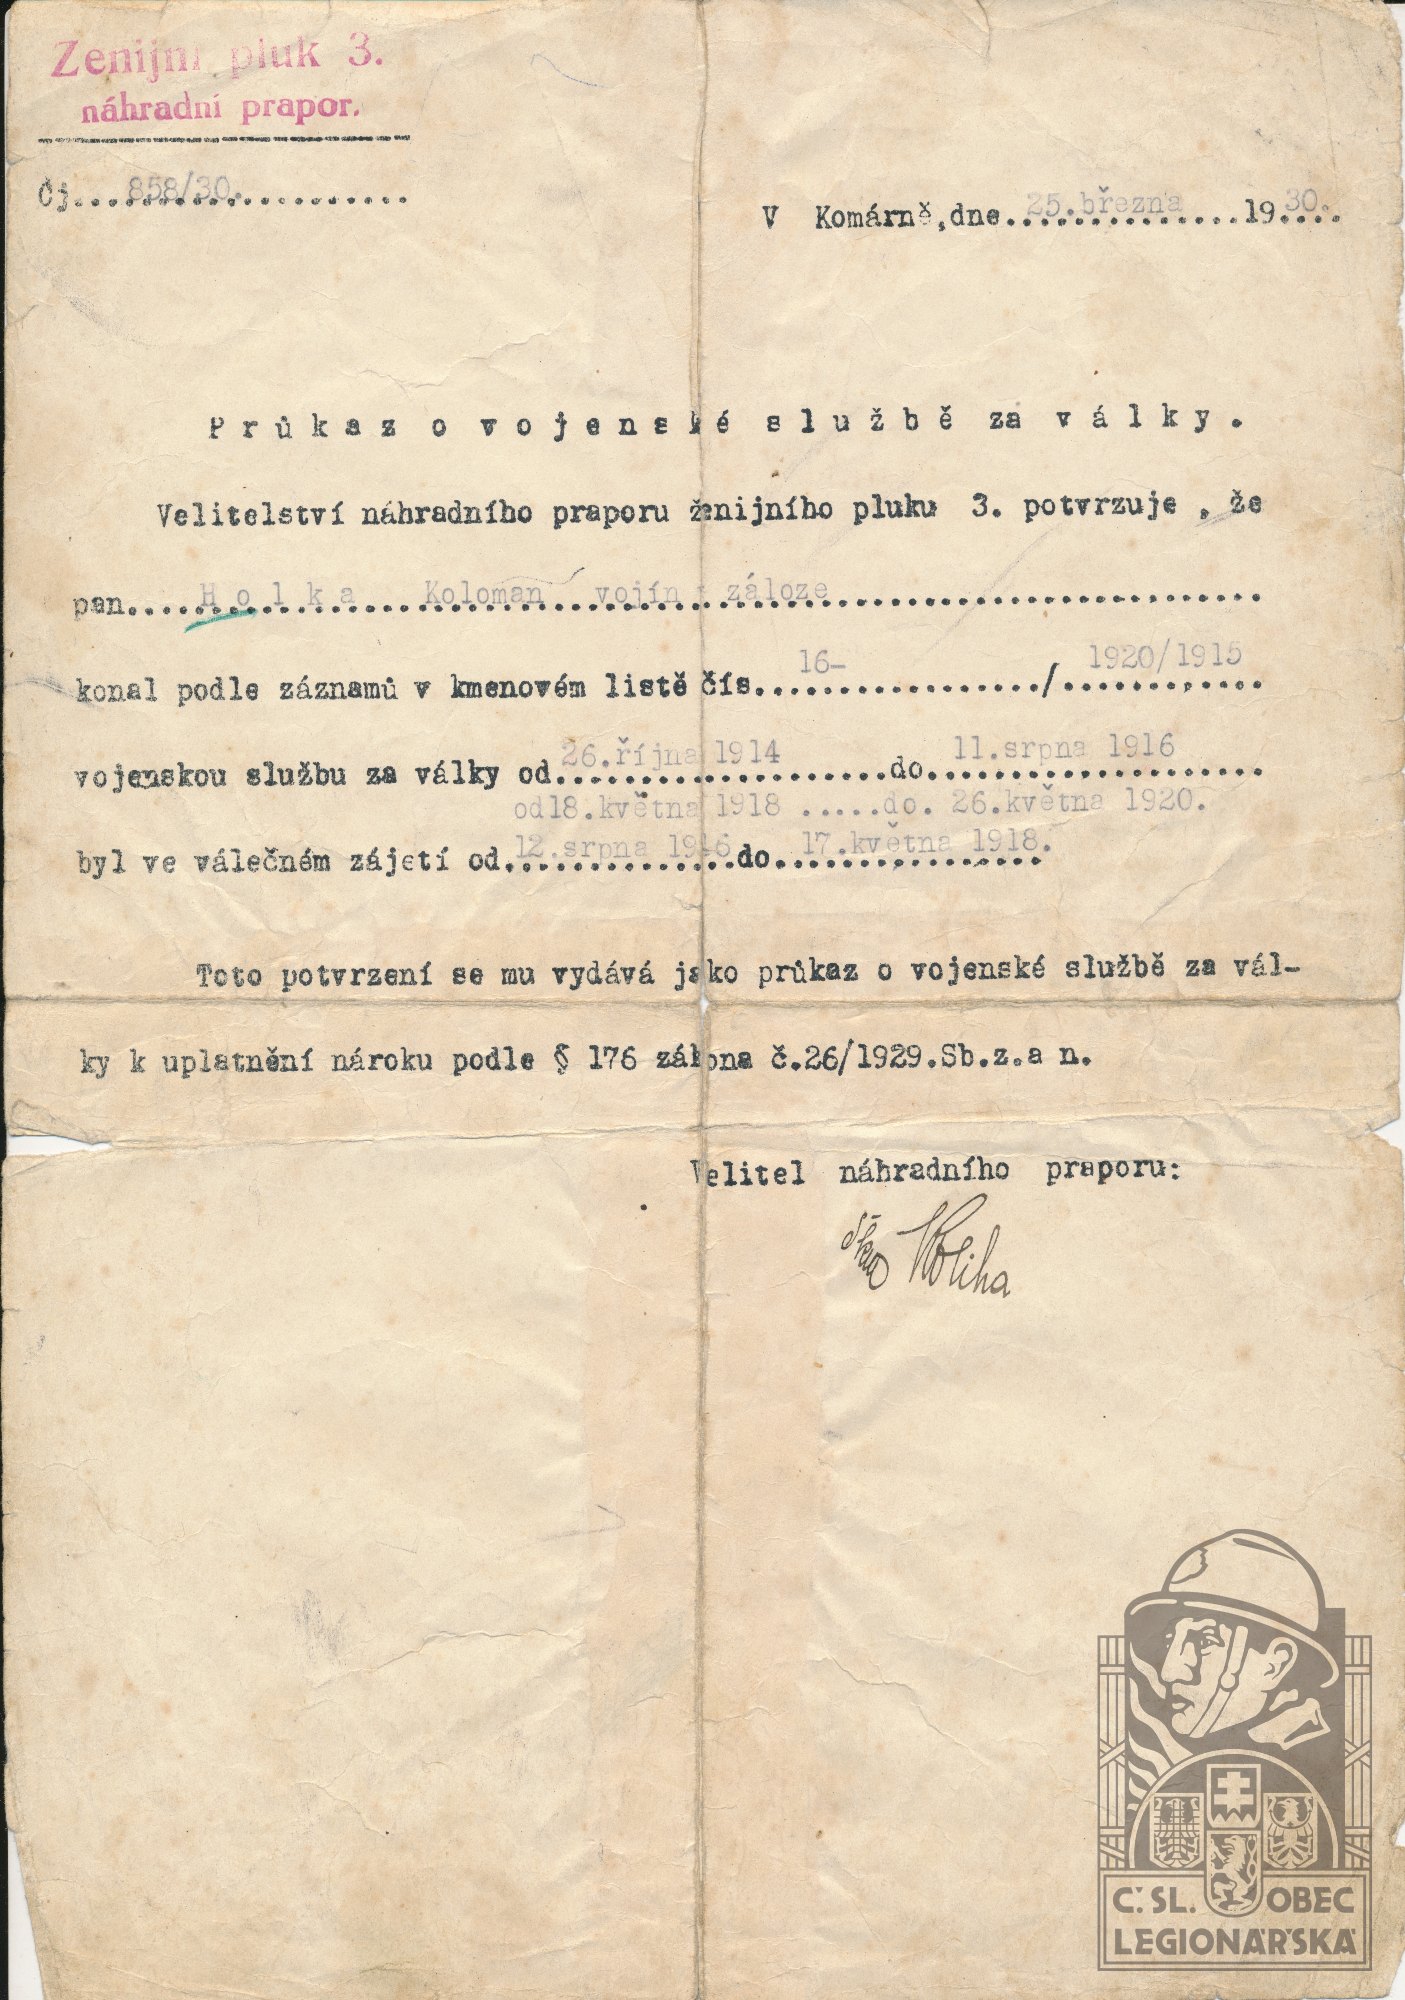 Ženijní pluk 3.
náhradní prapor.
Čj....858/30.....................
V Komárně,dne..25.března...............1930.
Průkaz o vojenské službě za války.
Velitelství náhradního praporu ženijního pluku 3. potvrzuje , že
pan.....Holka Koloman vojín v záloze..............................
konal podle záznamů v kmenovém listě čís....16-............/..1920/1915
vojenskou službu za války od.26.října 1914........do..11.srpna 1916.....
od18.května 1918 .....do. 26.května 1920.
byl ve válečném zájetí od.12.srpna 1916.do..17.května 1918.
Toto potvrzení se mu vydává jako průkaz o vojenské službě za vál-
ky k uplatnění nároku podle § 176 zákona č.26/1929.Sb.z.a n.
Velitel náhradního praporu:
Koliha
Č. SL. OBEC
LEGIONÁŘSKÁ